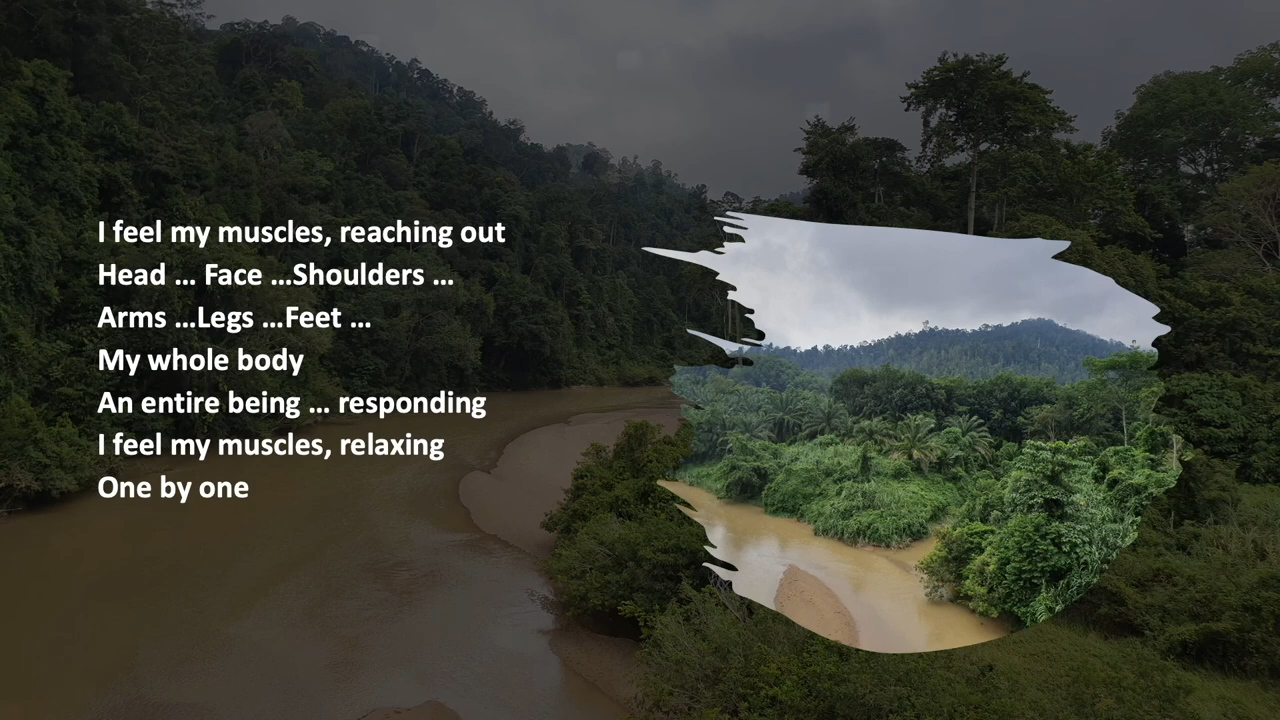 I feel my muscles, reaching out
Head … Face …Shoulders …
Arms …Legs …Feet …
My whole body
An entire being … responding
I feel my muscles, relaxing
One by one